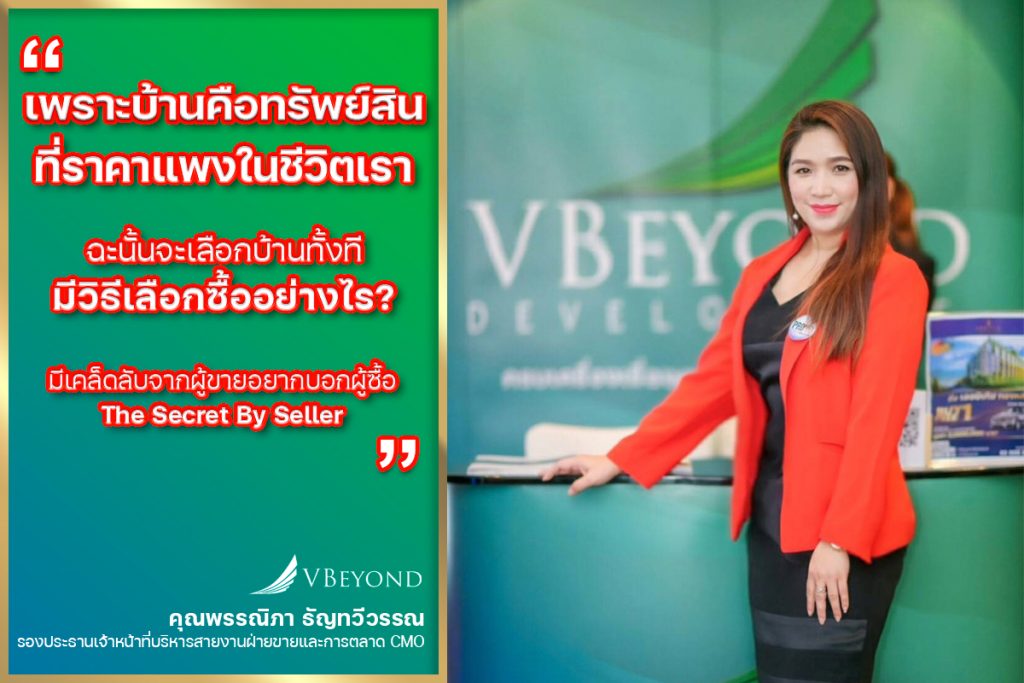 “
เพราะบ้านคือทรัพย์สิน
ที่ราคาแพงในชีวิตเรา
ฉะนั้นจะเลือกบ้านทั้งที
มีวิธีเลือกซื้ออย่างไร?
มีเคล็ดลับจากผู้ขายอยากบอกผู้ซื้อ
The Secret By Seller
”
VBEYOND
คุณพรรณิภา ธัญทวีวรรณ
รองประธานเจ้าหน้าที่บริหารสายงานฝ่ายขายและการตลาด CMO
VBEYOND